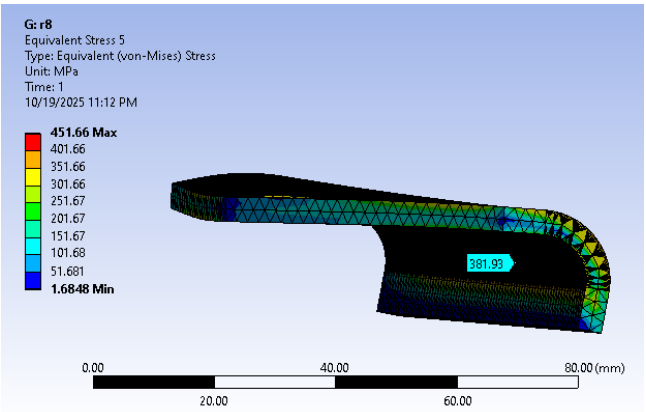 G: r8
Equivalent Stress 5
Type: Equivalent (von-Mises) Stress
Unit: MPa
Time: 1
10/19/2025 11:12 PM
451.66 Max
401.66
351.66
301.66
251.67
201.67
151.67
101.68
51.681
1.6848 Min
381.93
0.00 40.00 80.00 (mm)
20.00 60.00